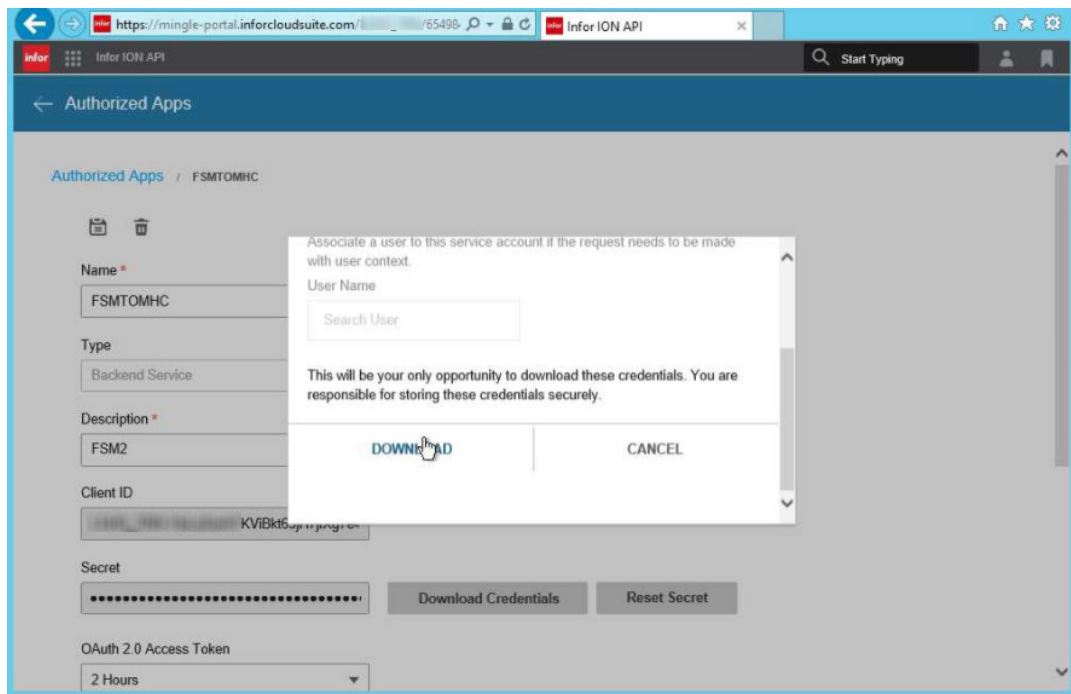 https://mingle-portal.inforcloudsuite.com/ _ /65498
Infor ION API
infor Infor ION API Start Typing
Authorized Apps
Authorized Apps / FSMTOMHC
Associate a user to this service account if the request needs to be made
with user context.
User Name
Search User
This will be your only opportunity to download these credentials. You are
responsible for storing these credentials securely.
DOWNLOAD CANCEL
Name *
FSMTOMHC
Type
Backend Service
Description *
FSM2
Client ID
Secret
Download Credentials Reset Secret
OAuth 2.0 Access Token
2 Hours